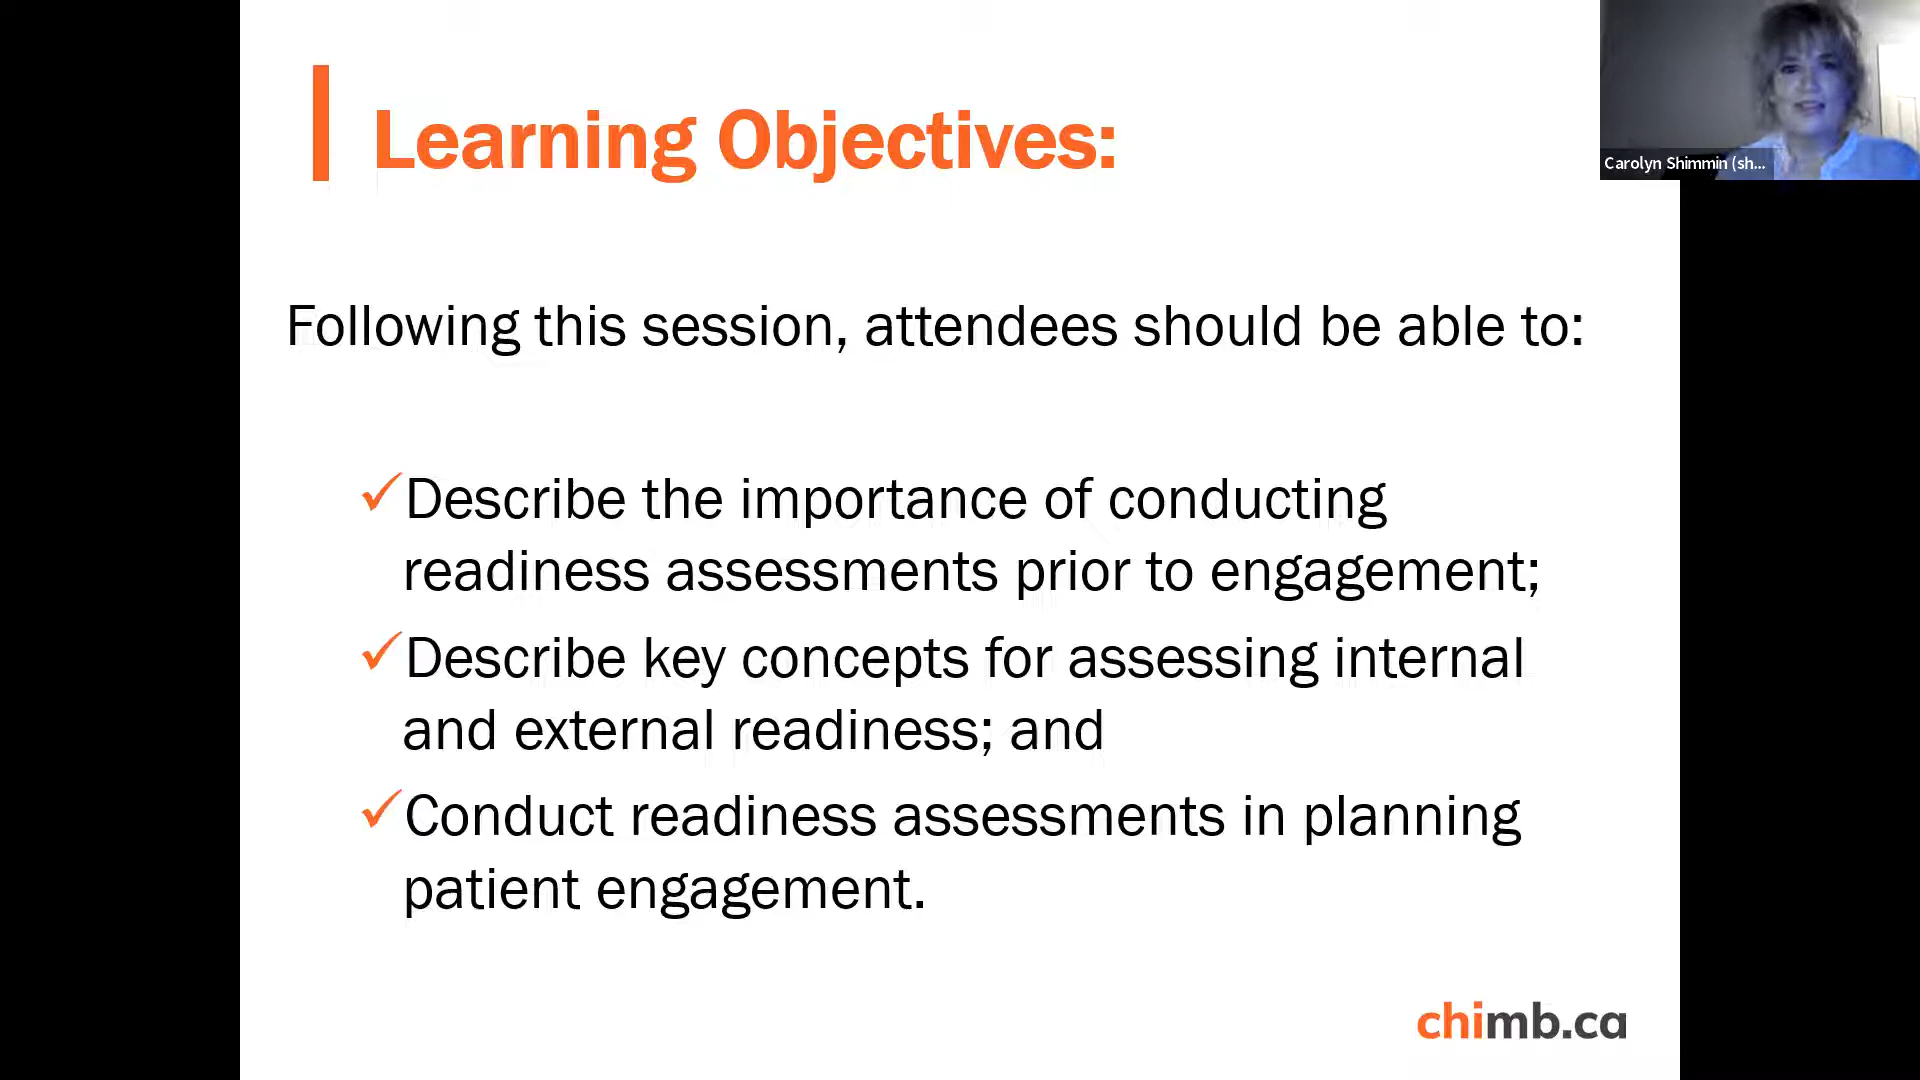 Learning Objectives:
Carolyn Shimmin (sh...
Following this session, attendees should be able to:
✓Describe the importance of conducting
readiness assessments prior to engagement;
✓Describe key concepts for assessing internal
and external readiness; and
✓Conduct readiness assessments in planning
patient engagement.
chimb.ca